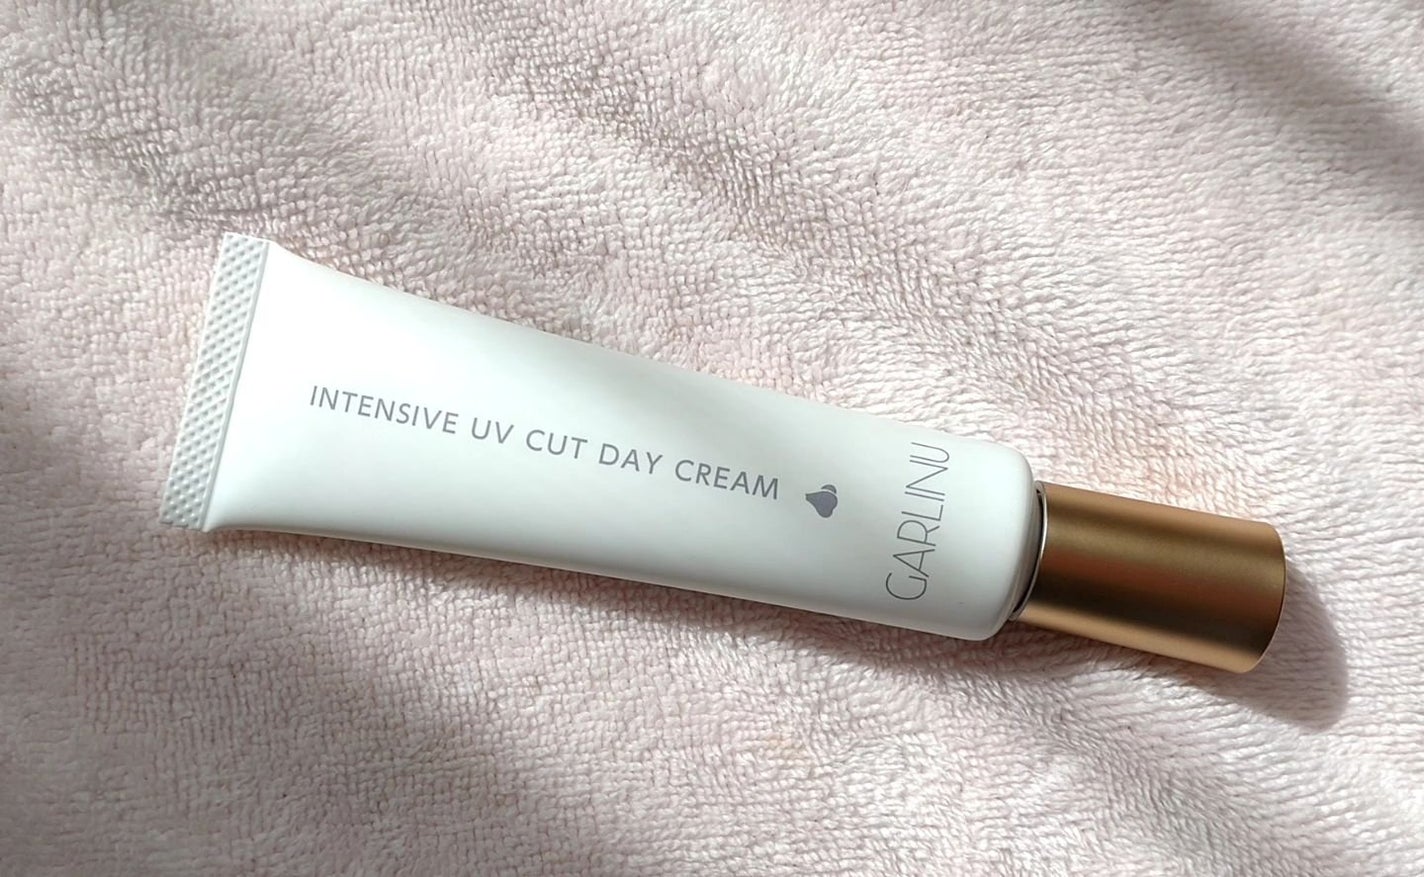 INTENSIVE UV CUT DAY CREAM
GARLINU